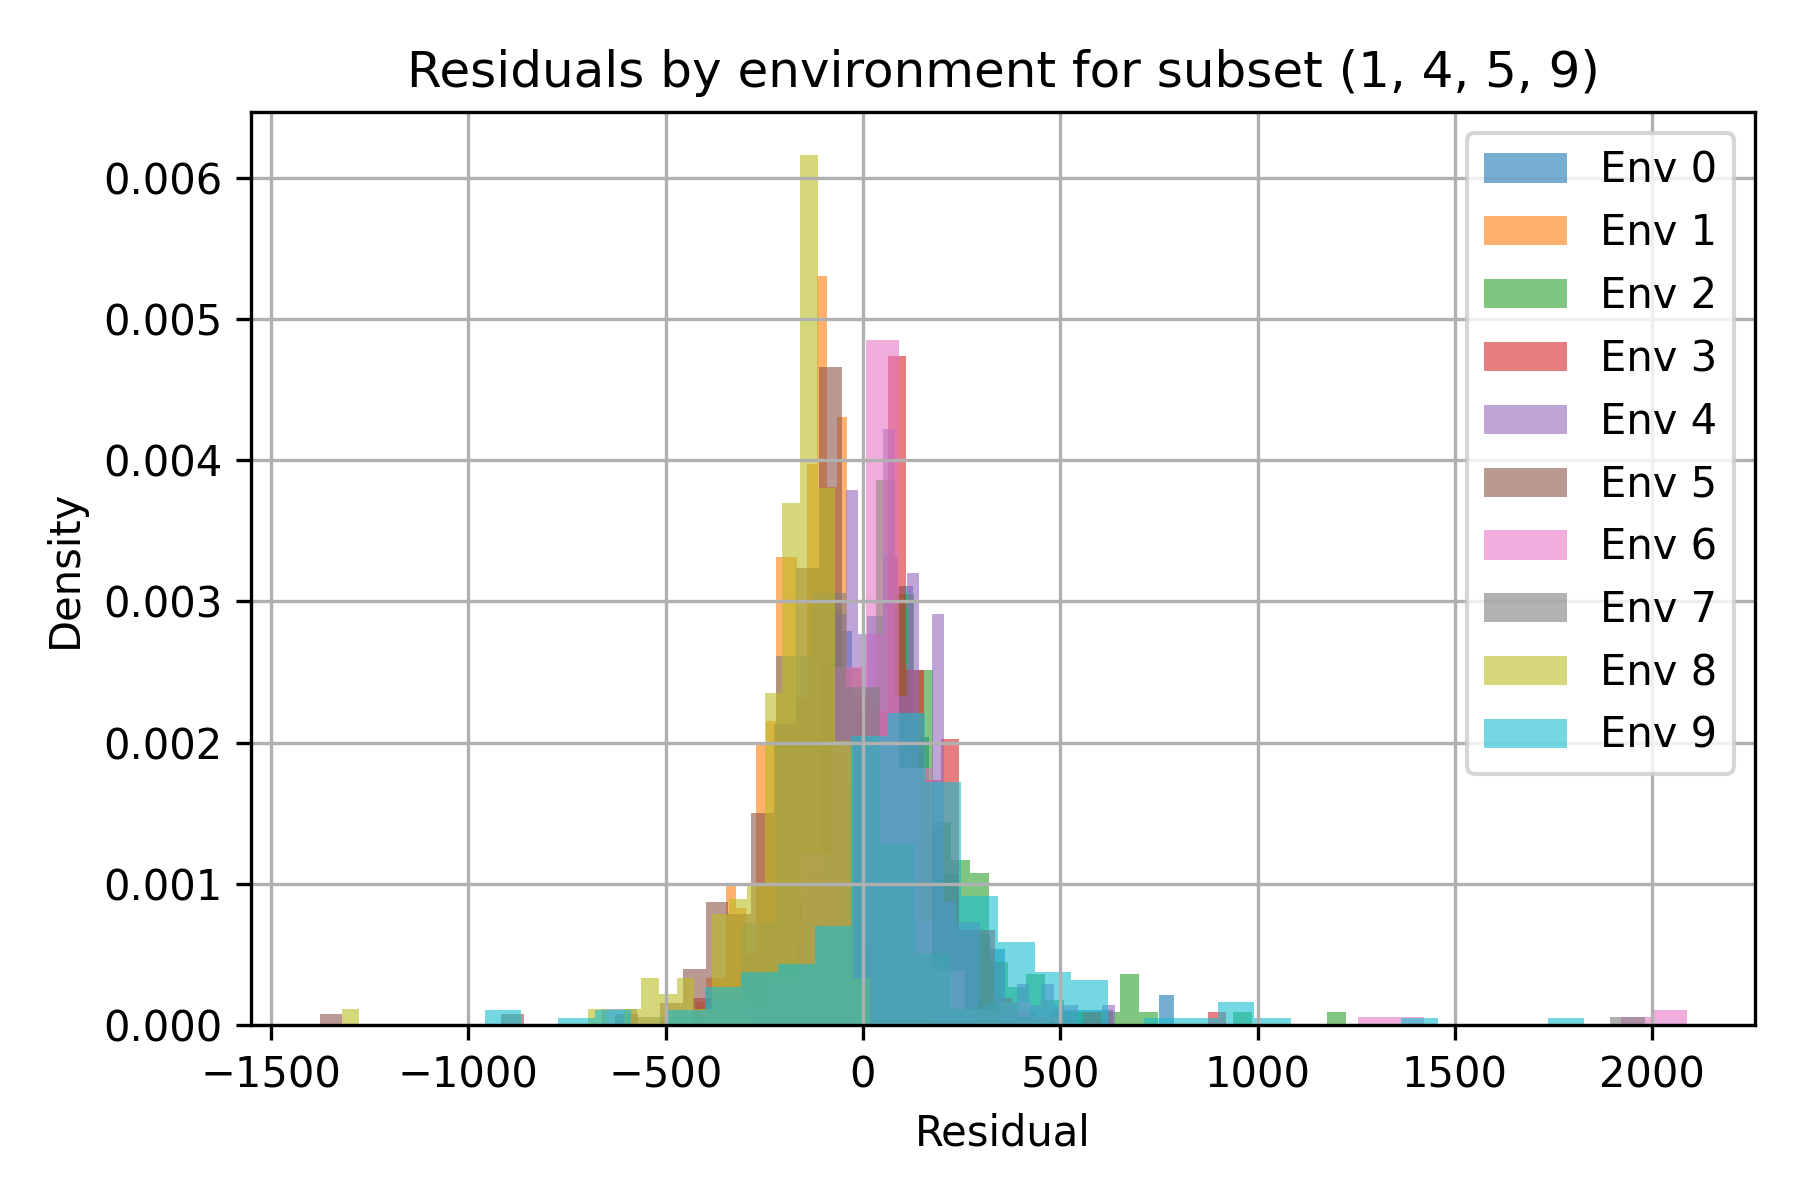 Residuals by environment for subset (1, 4, 5, 9)
0.006
0.005
0.004
0.003
0.002
0.001
0.000
Density
−1500
−1000
−500
0
500
1000
1500
2000
Residual
Env 0
Env 1
Env 2
Env 3
Env 4
Env 5
Env 6
Env 7
Env 8
Env 9